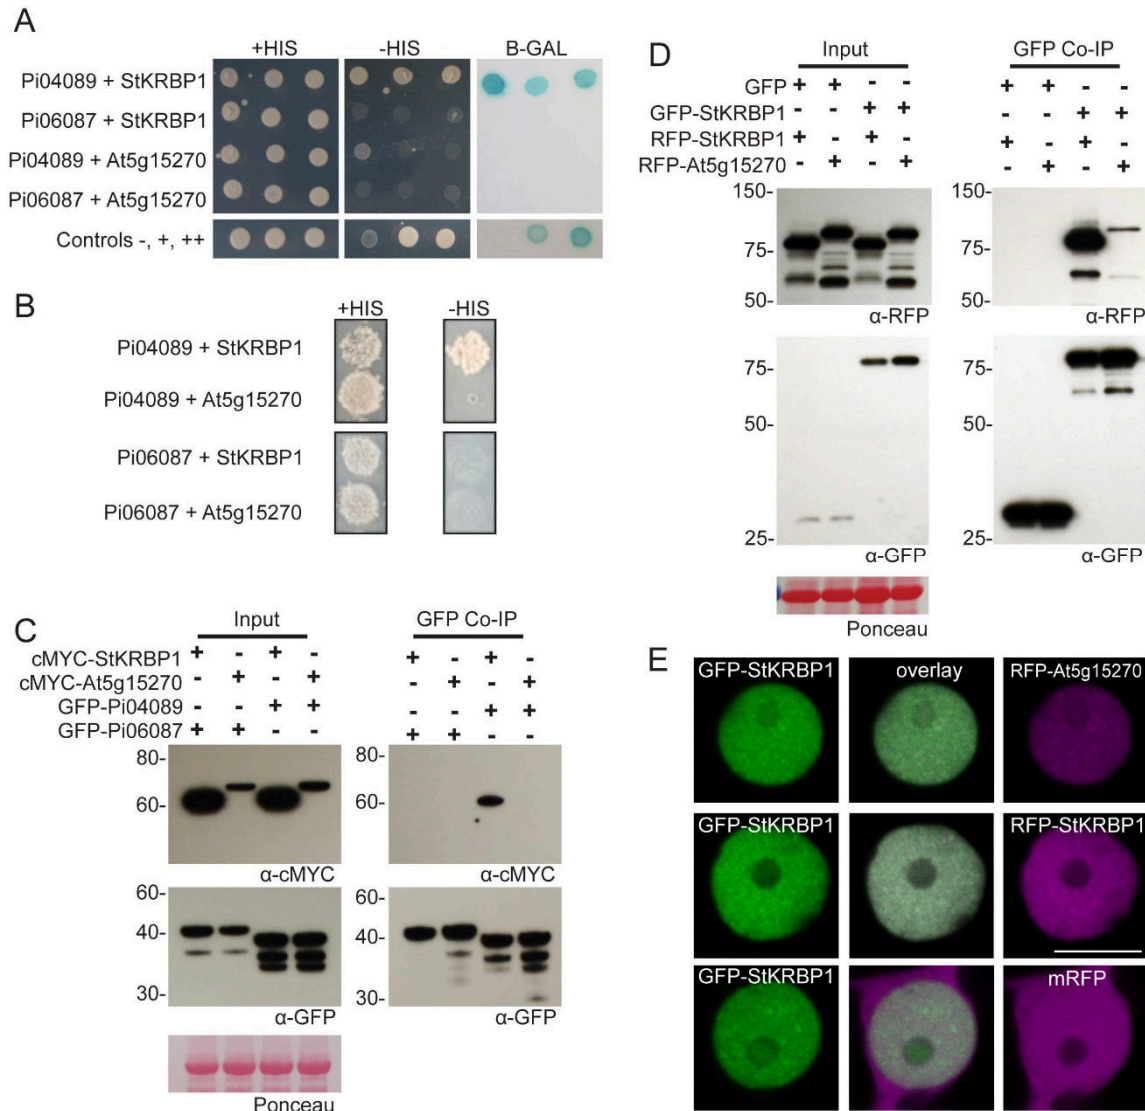 A
+HIS -HIS B-GAL
Pi04089 + StKRBP1
Pi06087 + StKRBP1
Pi04089 + At5g15270
Pi06087 + At5g15270
Controls -, +, ++
B
+HIS -HIS
Pi04089 + StKRBP1
Pi04089 + At5g15270
Pi06087 + StKRBP1
Pi06087 + At5g15270
C
Input GFP Co-IP
cMYC-StKRBP1 + - + - + - + -
cMYC-At5g15270 - + - + - + - +
GFP-Pi04089 - - + + - - + +
GFP-Pi06087 + + - - + + - -
80- 80-
60- 60-
α-cMYC α-cMYC
60- 60-
40- 40-
30- 30-
α-GFP α-GFP
Ponceau
D
Input GFP Co-IP
GFP + + - - + + - -
GFP-StKRBP1 - - + + - - + +
RFP-StKRBP1 + - + - + - + -
RFP-At5g15270 - + - + - + - +
150- 150-
75- 75-
50- 50-
α-RFP α-RFP
75- 75-
50- 50-
25- 25-
α-GFP α-GFP
Ponceau
E
GFP-StKRBP1 overlay RFP-At5g15270
GFP-StKRBP1 RFP-StKRBP1
GFP-StKRBP1 mRFP